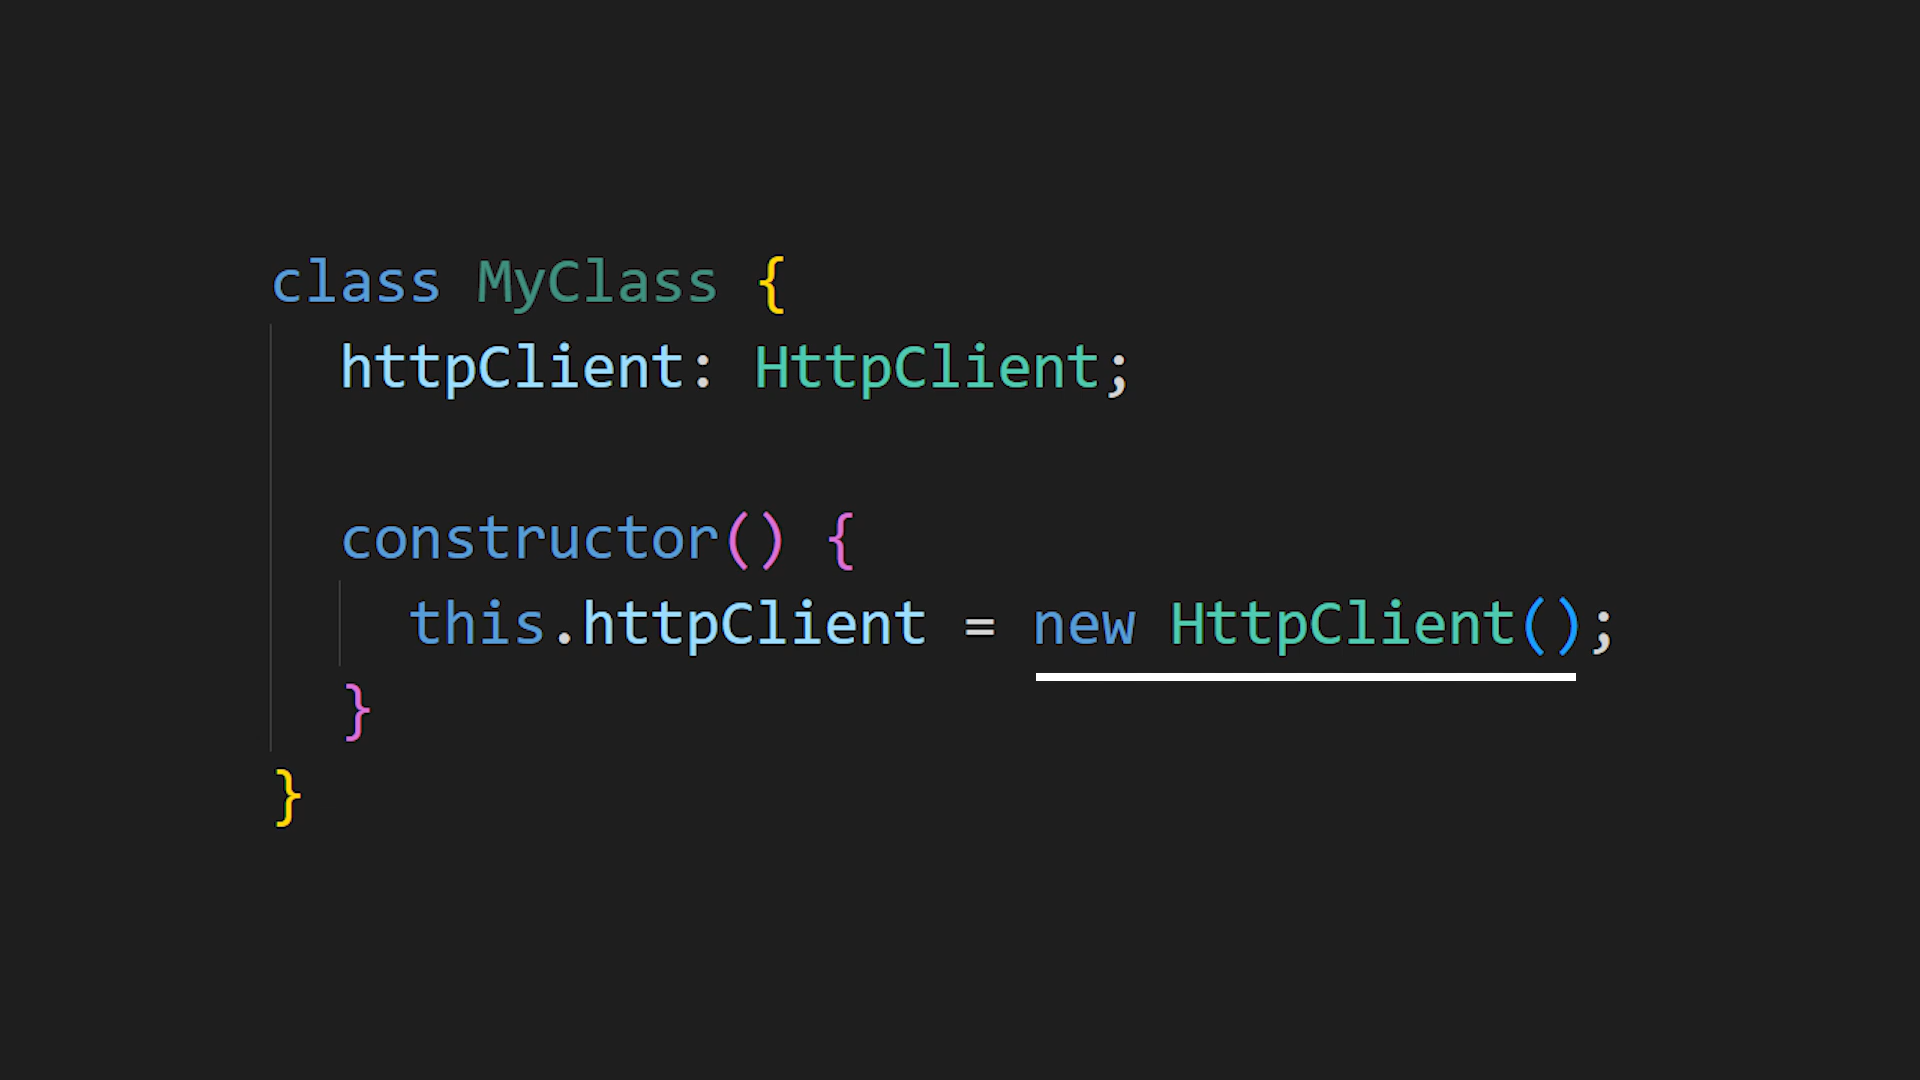 class MyClass {
httpClient: HttpClient;
constructor() {
this.httpClient = new HttpClient();
}
}